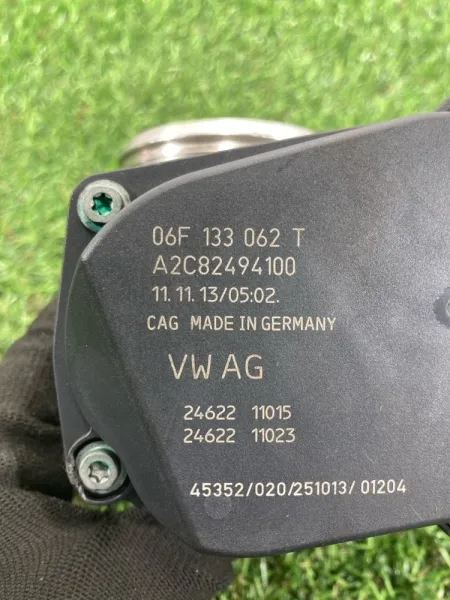 06F 133 062 T
A2C82494100
11.11.13/05:02.
CAG MADE IN GERMANY
VW AG
24622 11015
24622 11023
45352/020/251013/01204